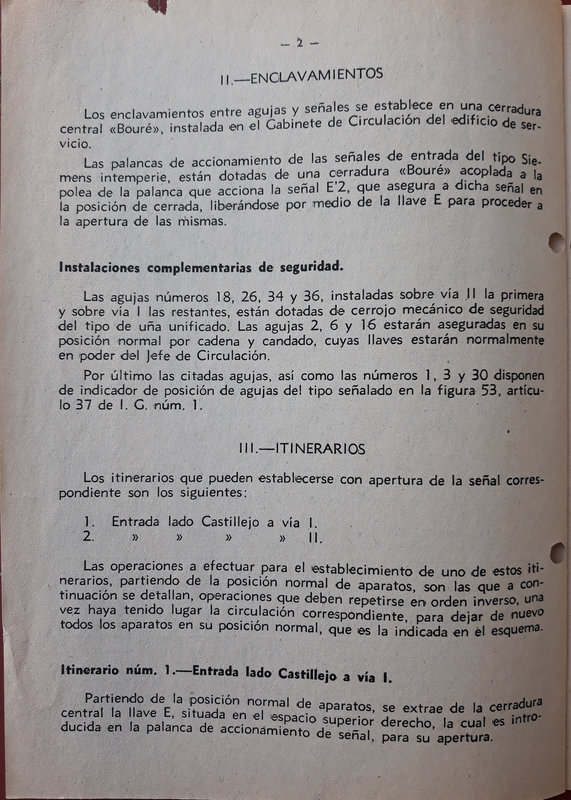 — 2 —
II.—ENCLAVAMIENTOS
Los enclavamientos entre agujas y señales se establece en una cerradura
central «Bouré», instalada en el Gabinete de Circulación del edificio de ser-
vicio.
Las palancas de accionamiento de las señales de entrada del tipo Sie-
mens intemperie, están dotadas de una cerradura «Bouré» acoplada a la
polea de la palanca que acciona la señal E'2, que asegura a dicha señal en
la posición de cerrada, liberándose por medio de la llave E para proceder a
la apertura de las mismas.
Instalaciones complementarias de seguridad.
Las agujas números 18, 26, 34 y 36, instaladas sobre vía II la primera
y sobre vía I las restantes, están dotadas de cerrojo mecánico de seguridad
del tipo de uña unificado. Las agujas 2, 6 y 16 estarán aseguradas en su
posición normal por cadena y candado, cuyas llaves estarán normalmente
en poder del Jefe de Circulación.
Por último las citadas agujas, así como las números 1, 3 y 30 disponen
de indicador de posición de agujas del tipo señalado en la figura 53, artícu-
lo 37 de I. G. núm. 1.
III.—ITINERARIOS
Los itinerarios que pueden establecerse con apertura de la señal corres-
pondiente son los siguientes:
1. Entrada lado Castillejo a vía I.
2. » » » » II.
Las operaciones a efectuar para el establecimiento de uno de estos iti-
nerarios, partiendo de la posición normal de aparatos, son las que a con-
tinuación se detallan, operaciones que deben repetirse en orden inverso, una
vez haya tenido lugar la circulación correspondiente, para dejar de nuevo
todos los aparatos en su posición normal, que es la indicada en el esquema.
Itinerario núm. 1.—Entrada lado Castillejo a vía I.
Partiendo de la posición normal de aparatos, se extrae de la cerradura
central la llave E, situada en el espacio superior derecho, la cual es intro-
ducida en la palanca de accionamiento de señal, para su apertura.